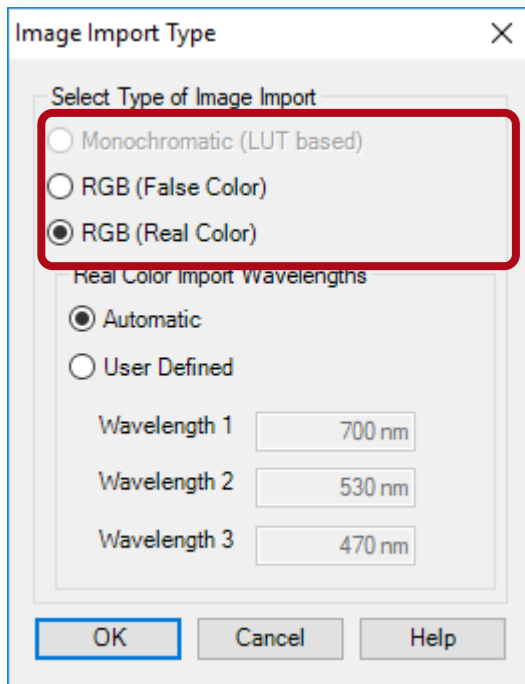 Image Import Type
Select Type of Image Import
Monochromatic (LUT based)
RGB (False Color)
RGB (Real Color)
Real Color Import Wavelengths
Automatic
User Defined
Wavelength 1 700 nm
Wavelength 2 530 nm
Wavelength 3 470 nm
OK Cancel Help